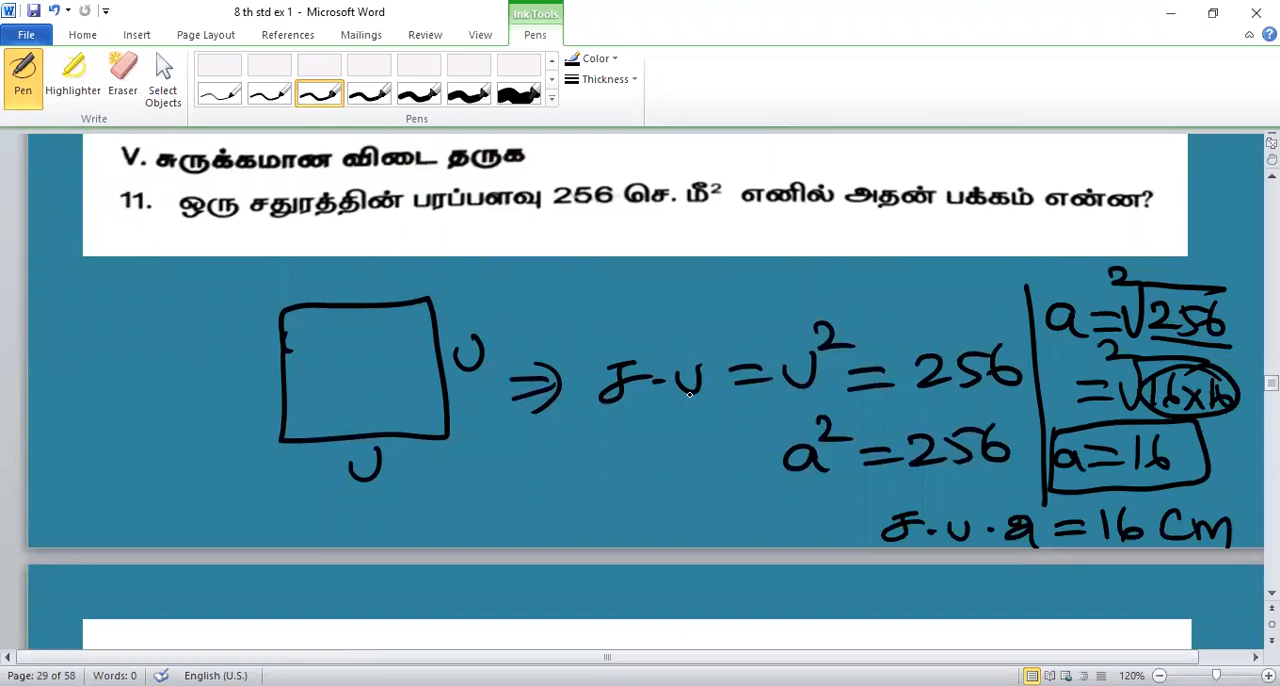 8 th std ex 1 - Microsoft Word
Ink Tools
File Home Insert Page Layout References Mailings Review View Pens
Pen Highlighter Eraser Select Objects
Color
Thickness
Write Pens
V. சுருக்கமான விடை தருக
11. ஒரு சதுரத்தின் பரப்பளவு 256 செ. மீ² எனில் அதன் பக்கம் என்ன?
ப
ப
⇒ ச.ப = ப² = 256
a² = 256
a = ²√256
= ²√16×16
a = 16
ச.ப.அ = 16 Cm
Page: 29 of 58 Words: 0 English (U.S.) 120%